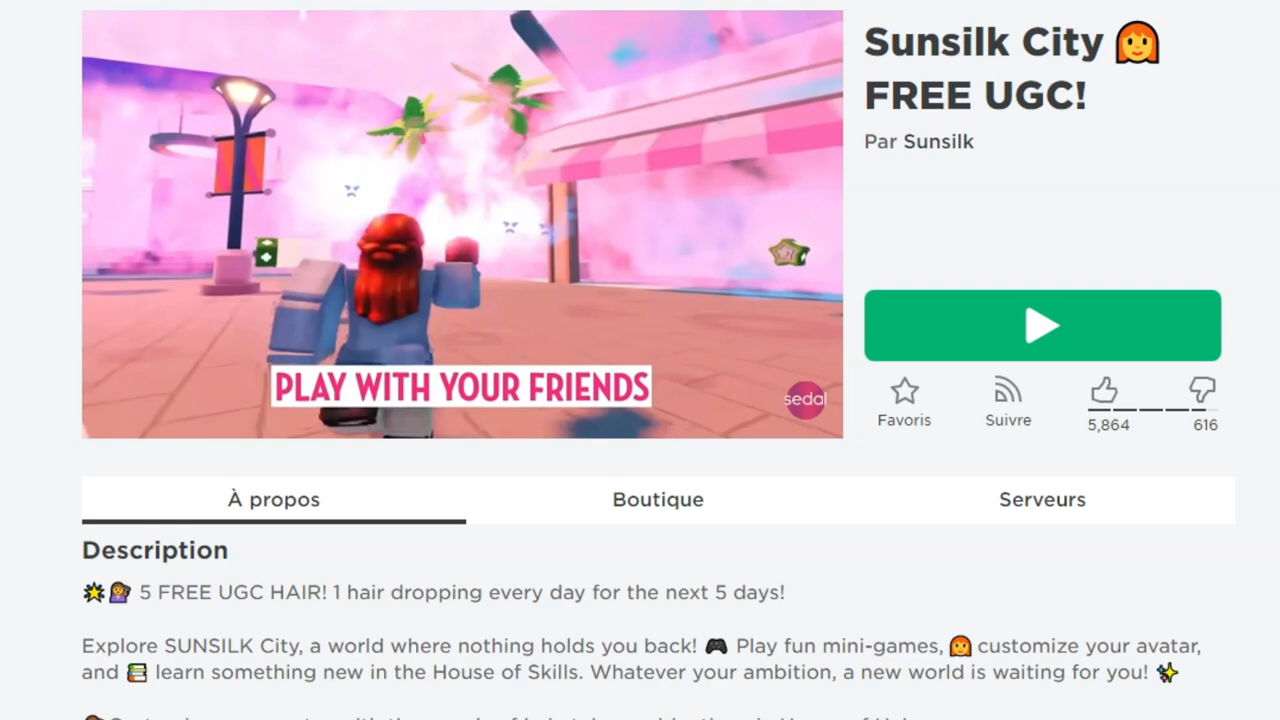 Sunsilk City 👩‍🦰
FREE UGC!
Par Sunsilk
PLAY WITH YOUR FRIENDS
sedal
Favoris
Suivre
5,864
616
À propos
Boutique
Serveurs
Description
🌟💇‍♀️ 5 FREE UGC HAIR! 1 hair dropping every day for the next 5 days!
Explore SUNSILK City, a world where nothing holds you back! 🎮 Play fun mini-games, 👩‍🦰 customize your avatar,
and 📚 learn something new in the House of Skills. Whatever your ambition, a new world is waiting for you! ✨